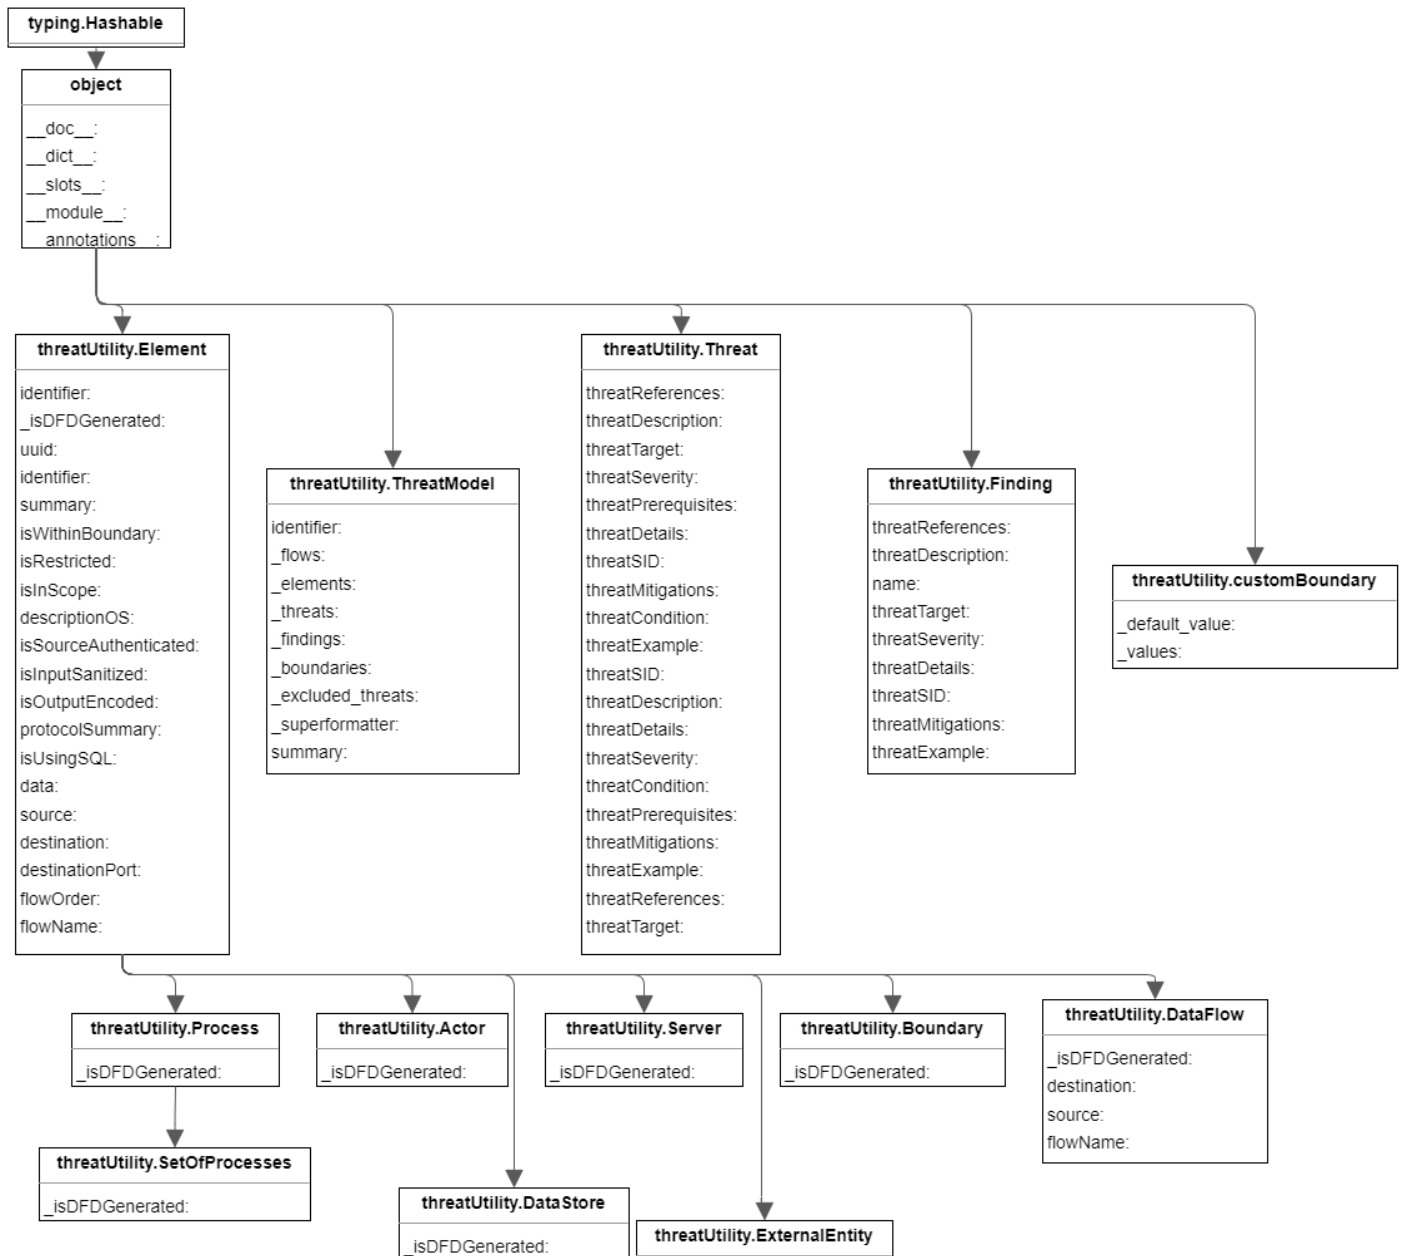 typing.Hashable
object
__doc__:
__dict__:
__slots__:
__module__:
__annotations__:
threatUtility.Element
identifier:
_isDFDGenerated:
uuid:
identifier:
summary:
isWithinBoundary:
isRestricted:
isInScope:
descriptionOS:
isSourceAuthenticated:
isInputSanitized:
isOutputEncoded:
protocolSummary:
isUsingSQL:
data:
source:
destination:
destinationPort:
flowOrder:
flowName:
threatUtility.ThreatModel
identifier:
_flows:
_elements:
_threats:
_findings:
_boundaries:
_excluded_threats:
_superformatter:
summary:
threatUtility.Threat
threatReferences:
threatDescription:
threatTarget:
threatSeverity:
threatPrerequisites:
threatDetails:
threatSID:
threatMitigations:
threatCondition:
threatExample:
threatSID:
threatDescription:
threatDetails:
threatSeverity:
threatCondition:
threatPrerequisites:
threatMitigations:
threatExample:
threatReferences:
threatTarget:
threatUtility.Finding
threatReferences:
threatDescription:
name:
threatTarget:
threatSeverity:
threatDetails:
threatSID:
threatMitigations:
threatExample:
threatUtility.customBoundary
_default_value:
_values:
threatUtility.Process
_isDFDGenerated:
threatUtility.Actor
_isDFDGenerated:
threatUtility.Server
_isDFDGenerated:
threatUtility.Boundary
_isDFDGenerated:
threatUtility.DataFlow
_isDFDGenerated:
destination:
source:
flowName:
threatUtility.SetOfProcesses
_isDFDGenerated:
threatUtility.DataStore
_isDFDGenerated:
threatUtility.ExternalEntity